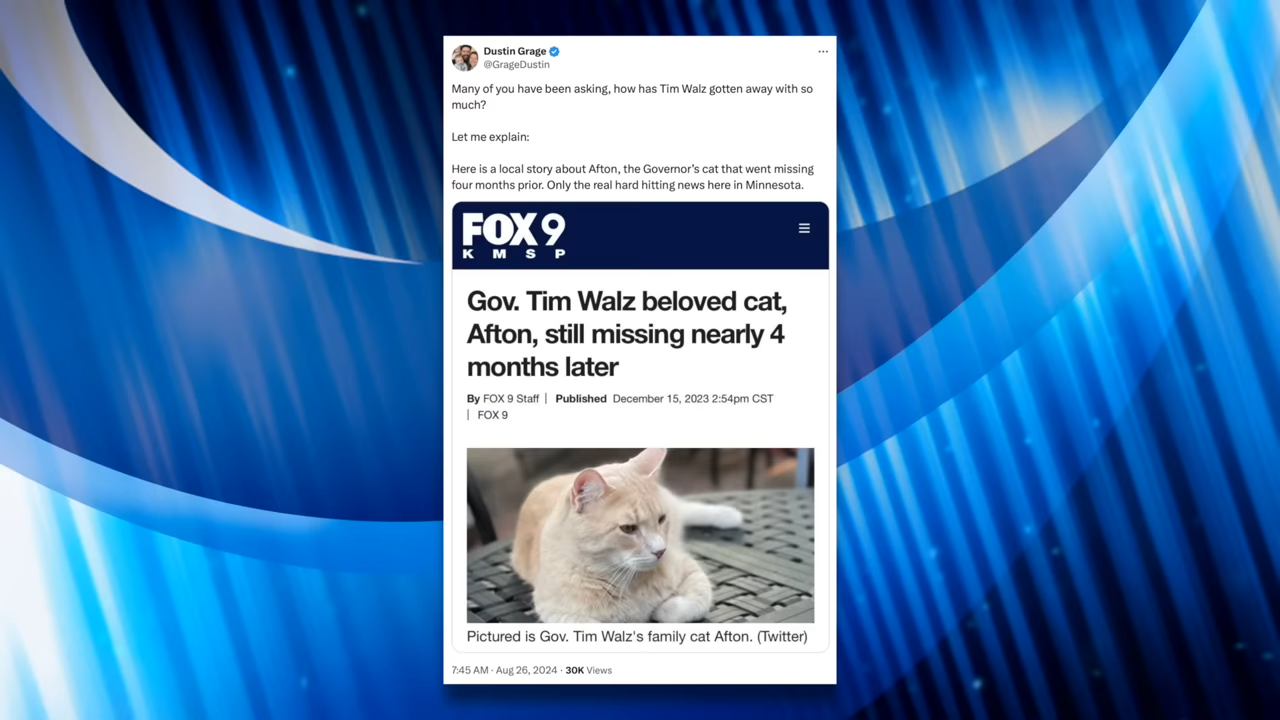 Dustin Grage
@GrageDustin
Many of you have been asking, how has Tim Walz gotten away with so
much?
Let me explain:
Here is a local story about Afton, the Governor's cat that went missing
four months prior. Only the real hard hitting news here in Minnesota.
FOX 9
KMSP
Gov. Tim Walz beloved cat,
Afton, still missing nearly 4
months later
By FOX 9 Staff | Published December 15, 2023 2:54pm CST
| FOX 9
Pictured is Gov. Tim Walz's family cat Afton. (Twitter)
7:45 AM · Aug 26, 2024 · 30K Views